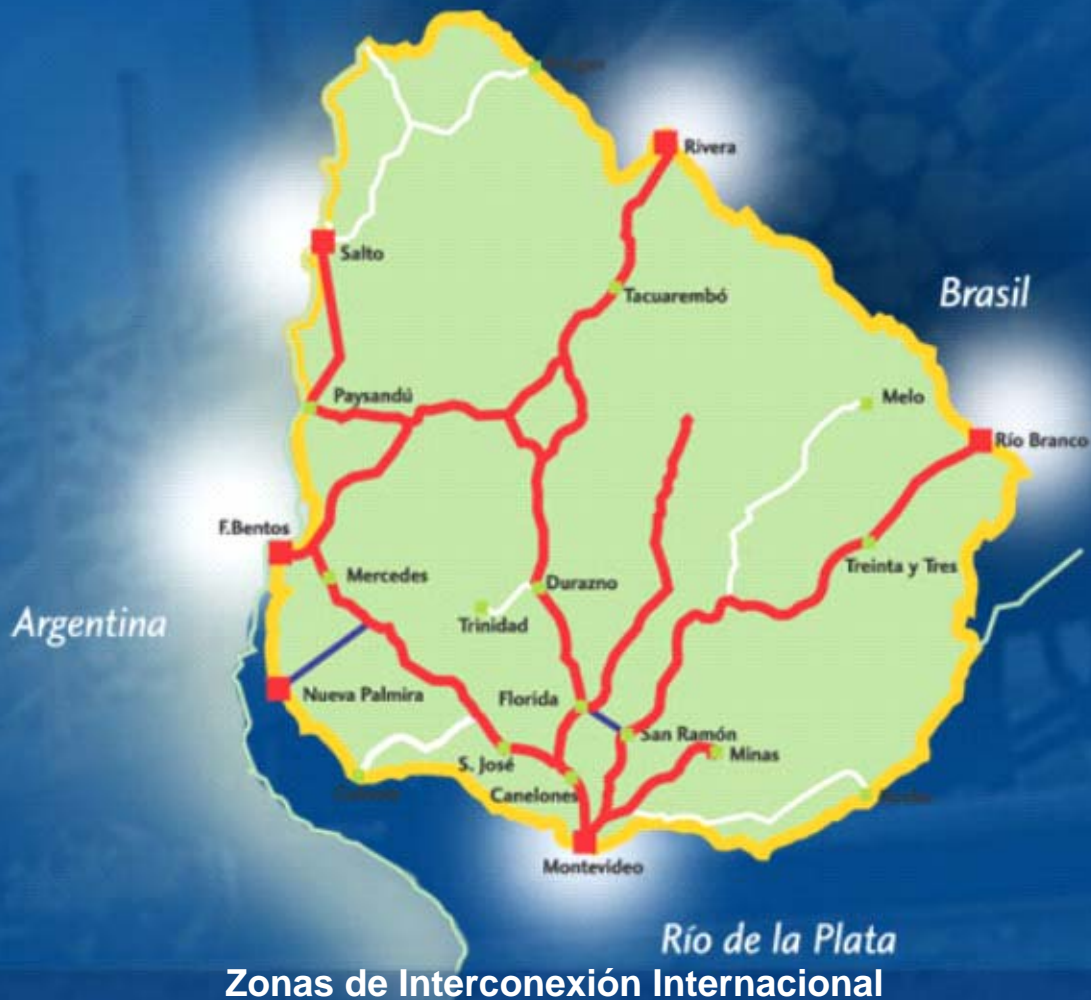 Rivera
Salto
Tacuarembó
Brasil
Paysandú
Melo
Río Branco
F.Bentos
Mercedes
Durazno
Treinta y Tres
Trinidad
Argentina
Nueva Palmira
Florida
San Ramón
Minas
S. José
Canelones
Montevideo
Río de la Plata
Zonas de Interconexión Internacional